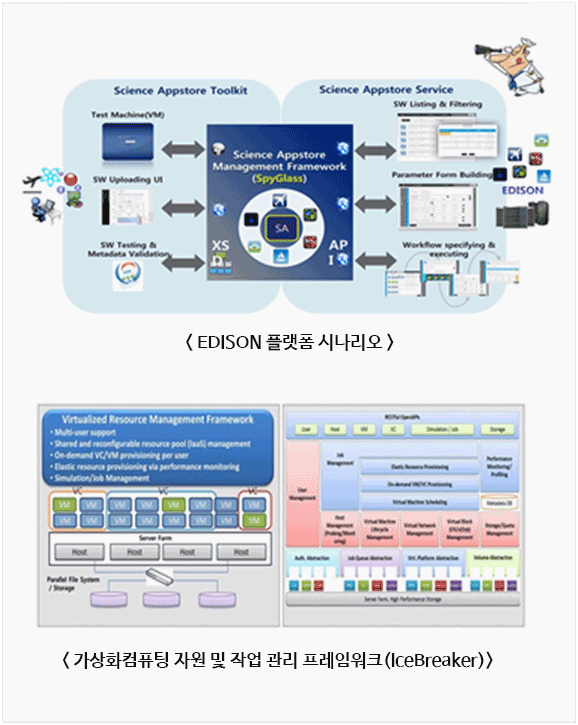 Science Appstore Toolkit
Science Appstore Service
Test Machine(VM)
SW Uploading UI
SW Testing &
Metadata Validation
Science Appstore
Management Framework
(SpyGlass)
SA
XS
AP
I
SW Listing & Filtering
Parameter Form Building
Workflow specifying &
executing
EDISON
< EDISON 플랫폼 시나리오 >
Virtualized Resource Management Framework
• Multi-user support
• Shared and reconfigurable resource pool (IaaS) management
• On-demand VC/VM provisioning per user
• Elastic resource provisioning via performance monitoring
• Simulation/Job Management
VC VC VC
VM VM VM VM VM VM VM VM
VM VM VM VM VM VM VM VM
Server Farm
Host Host Host Host
Parallel File System
/ Storage
RESTful OpenAPIs
User Host VM VC Simulation / Job Storage
User
Management
Job
Management
Elastic Resource Provisioning
On-demand VM/VC Provisioning
Virtual Machine Scheduling
Performance
Monitoring/
Profiling
Metadata DB
Host
Management
(Probing/Monit
oring)
Virtual Machine
Lifecycle
Management
Virtual Network
Management
Virtual Block
(OS/vDisk)
Management
Storage/Quota
Management
Auth. Abstraction
Job Queue Abstraction
Virt. Platform Abstraction
Volume Abstraction
Server Farm, High Performance Storage
< 가상화컴퓨팅 자원 및 작업 관리 프레임워크(IceBreaker)>